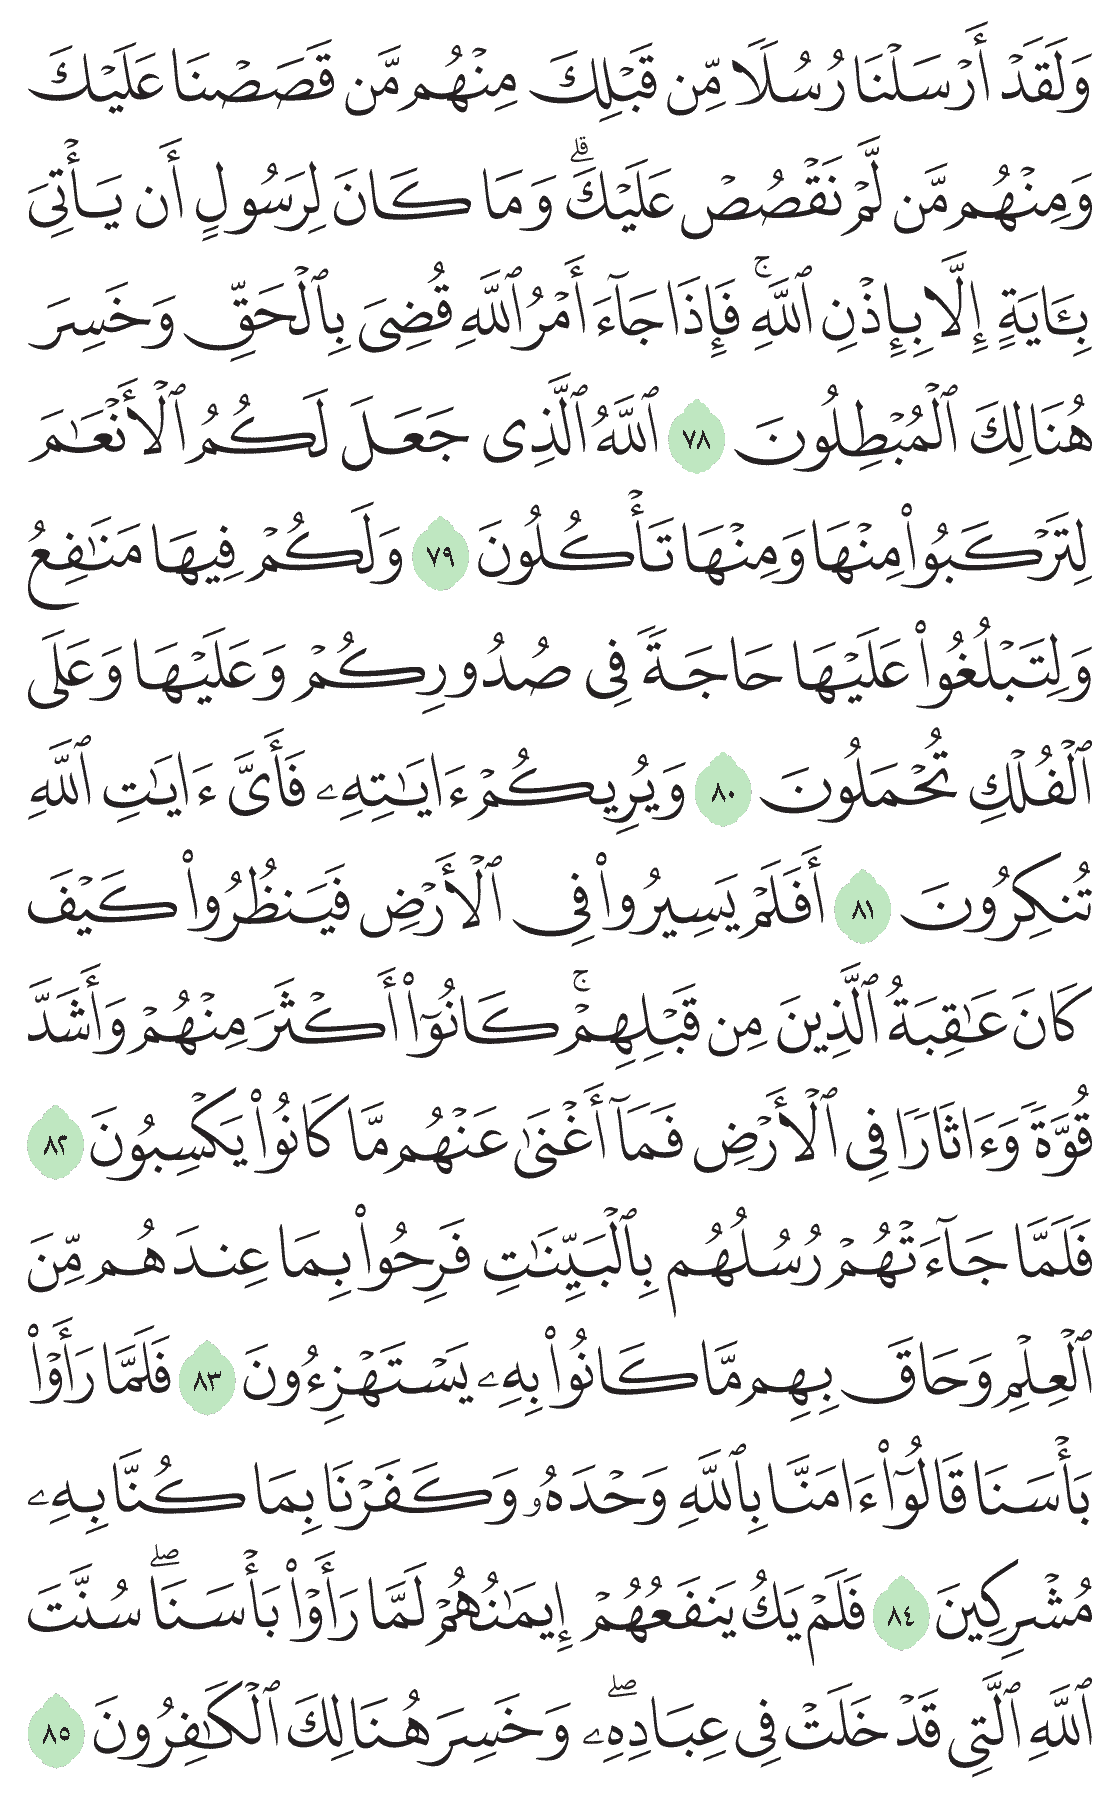 وَلَقَدْ أَرْسَلْنَا رُسُلًا مِّن قَبْلِكَ مِنْهُم مَّن قَصَصْنَا عَلَيْكَ
وَمِنْهُم مَّن لَّمْ نَقْصُصْ عَلَيْكَ ۗ وَمَا كَانَ لِرَسُولٍ أَن يَأْتِىَ
بِـَٔايَةٍ إِلَّا بِإِذْنِ ٱللَّهِ ۚ فَإِذَا جَآءَ أَمْرُ ٱللَّهِ قُضِىَ بِٱلْحَقِّ وَخَسِرَ
هُنَالِكَ ٱلْمُبْطِلُونَ ٧٨ ٱللَّهُ ٱلَّذِى جَعَلَ لَكُمُ ٱلْأَنْعَـٰمَ
لِتَرْكَبُوا۟ مِنْهَا وَمِنْهَا تَأْكُلُونَ ٧٩ وَلَكُمْ فِيهَا مَنَـٰفِعُ
وَلِتَبْلُغُوا۟ عَلَيْهَا حَاجَةً فِى صُدُورِكُمْ وَعَلَيْهَا وَعَلَى
ٱلْفُلْكِ تُحْمَلُونَ ٨٠ وَيُرِيكُمْ ءَايَـٰتِهِۦ فَأَىَّ ءَايَـٰتِ ٱللَّهِ
تُنكِرُونَ ٨١ أَفَلَمْ يَسِيرُوا۟ فِى ٱلْأَرْضِ فَيَنظُرُوا۟ كَيْفَ
كَانَ عَـٰقِبَةُ ٱلَّذِينَ مِن قَبْلِهِمْ ۚ كَانُوٓا۟ أَكْثَرَ مِنْهُمْ وَأَشَدَّ
قُوَّةً وَءَاثَارًا فِى ٱلْأَرْضِ فَمَآ أَغْنَىٰ عَنْهُم مَّا كَانُوا۟ يَكْسِبُونَ ٨٢
فَلَمَّا جَآءَتْهُمْ رُسُلُهُم بِٱلْبَيِّنَـٰتِ فَرِحُوا۟ بِمَا عِندَهُم مِّنَ
ٱلْعِلْمِ وَحَاقَ بِهِم مَّا كَانُوا۟ بِهِۦ يَسْتَهْزِءُونَ ٨٣ فَلَمَّا رَأَوْا۟
بَأْسَنَا قَالُوٓا۟ ءَامَنَّا بِٱللَّهِ وَحْدَهُۥ وَكَفَرْنَا بِمَا كُنَّا بِهِۦ
مُشْرِكِينَ ٨٤ فَلَمْ يَكُ يَنفَعُهُمْ إِيمَـٰنُهُمْ لَمَّا رَأَوْا۟ بَأْسَنَا ۖ سُنَّتَ
ٱللَّهِ ٱلَّتِى قَدْ خَلَتْ فِى عِبَادِهِۦ ۖ وَخَسِرَ هُنَالِكَ ٱلْكَـٰفِرُونَ ٨٥